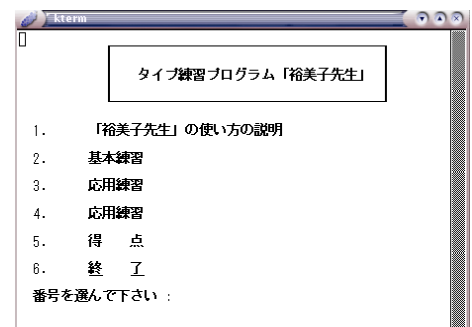 kterm
タイプ練習プログラム「裕美子先生」
1. 「裕美子先生」の使い方の説明
2. 基本練習
3. 応用練習
4. 応用練習
5. 得 点
6. 終 了
番号を選んで下さい :